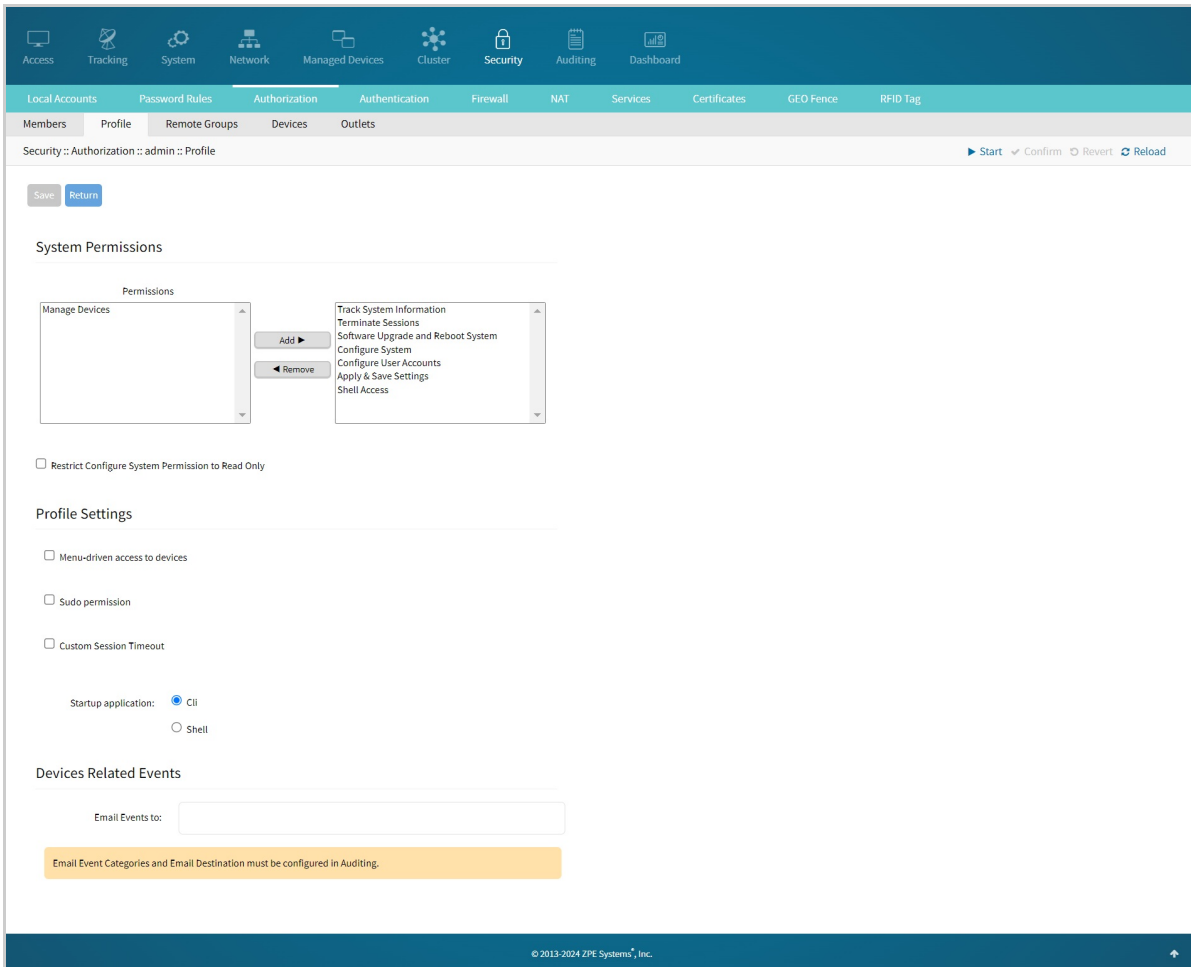 Access Tracking System Network Managed Devices Cluster Security Auditing Dashboard
Local Accounts Password Rules Authorization Authentication Firewall NAT Services Certificates GEO Fence RFID Tag
Members Profile Remote Groups Devices Outlets
Security :: Authorization :: admin :: Profile Start Confirm Revert Reload
Save Return
System Permissions
Permissions
Manage Devices
Add ►
◄ Remove
Track System Information
Terminate Sessions
Software Upgrade and Reboot System
Configure System
Configure User Accounts
Apply & Save Settings
Shell Access
Restrict Configure System Permission to Read Only
Profile Settings
Menu-driven access to devices
Sudo permission
Custom Session Timeout
Startup application: Cli
Shell
Devices Related Events
Email Events to:
Email Event Categories and Email Destination must be configured in Auditing.
© 2013-2024 ZPE Systems®, Inc.